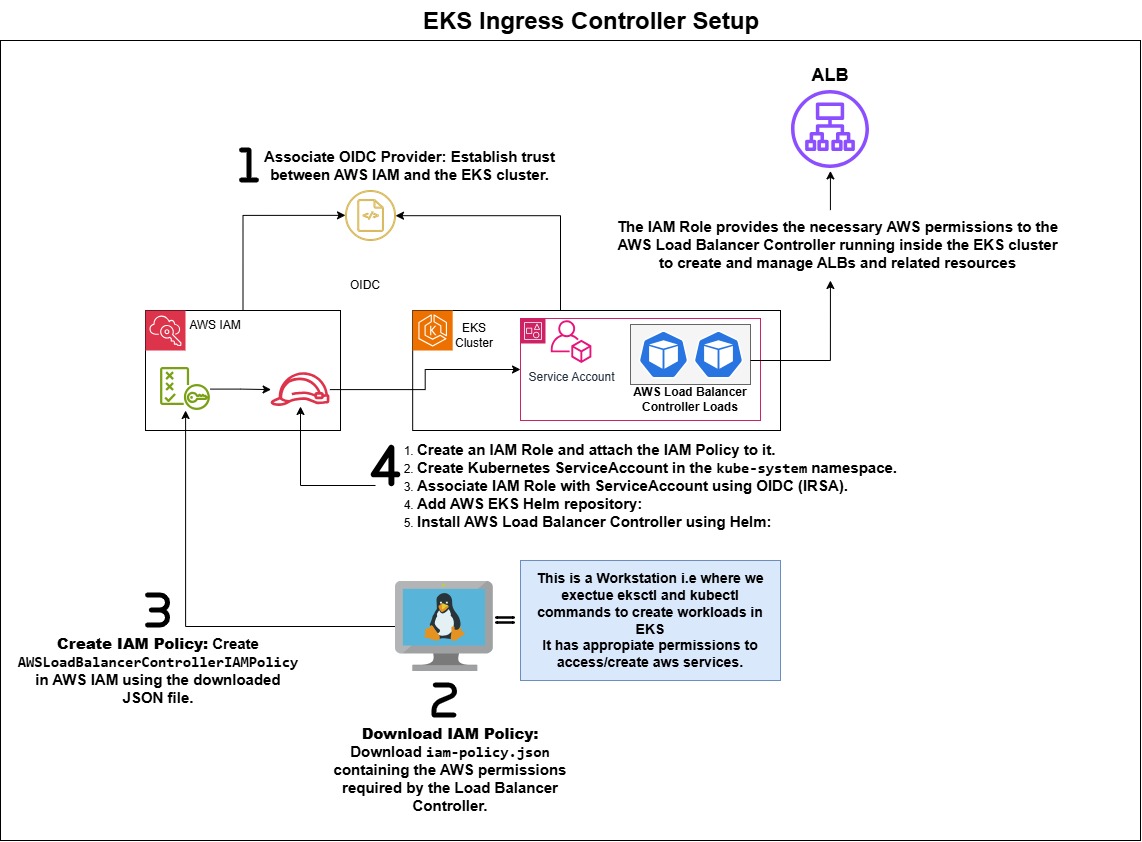 EKS Ingress Controller Setup
ALB
1
Associate OIDC Provider: Establish trust
between AWS IAM and the EKS cluster.
</>
The IAM Role provides the necessary AWS permissions to the
AWS Load Balancer Controller running inside the EKS cluster
to create and manage ALBs and related resources
OIDC
AWS IAM
K
EKS
Cluster
Service Account
AWS Load Balancer
Controller Loads
4
1. Create an IAM Role and attach the IAM Policy to it.
2. Create Kubernetes ServiceAccount in the kube-system namespace.
3. Associate IAM Role with ServiceAccount using OIDC (IRSA).
4. Add AWS EKS Helm repository:
5. Install AWS Load Balancer Controller using Helm:
3
Create IAM Policy: Create
AWSLoadBalancerControllerIAMPolicy
in AWS IAM using the downloaded
JSON file.
=
This is a Workstation i.e where we
exectue eksctl and kubectl
commands to create workloads in
EKS
It has appropiate permissions to
access/create aws services.
2
Download IAM Policy:
Download iam-policy.json
containing the AWS permissions
required by the Load Balancer
Controller.